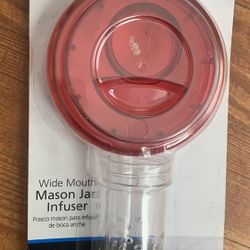 Wide Mouth
Mason Jar
Infuser
Frasco mason para infusión
de boca ancha